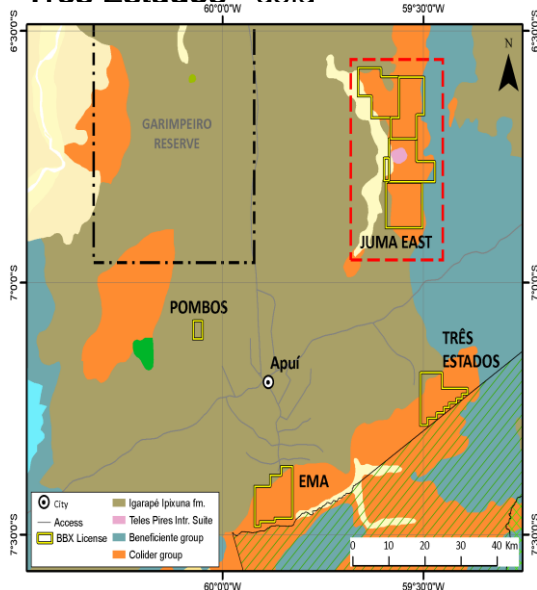 60°0'0"W
59°30'0"W
6°30'0"S
6°30'0"S
N
GARIMPEIRO
RESERVE
JUMA EAST
7°0'0"S
7°0'0"S
POMBOS
TRÊS
ESTADOS
Apuí
EMA
City
Access
BBX License
Igarapé Ipixuna fm.
Teles Pires Intr. Suite
Beneficiente group
Colider group
0 10 20 30 40 Km
7°30'0"S
7°30'0"S
60°0'0"W
59°30'0"W